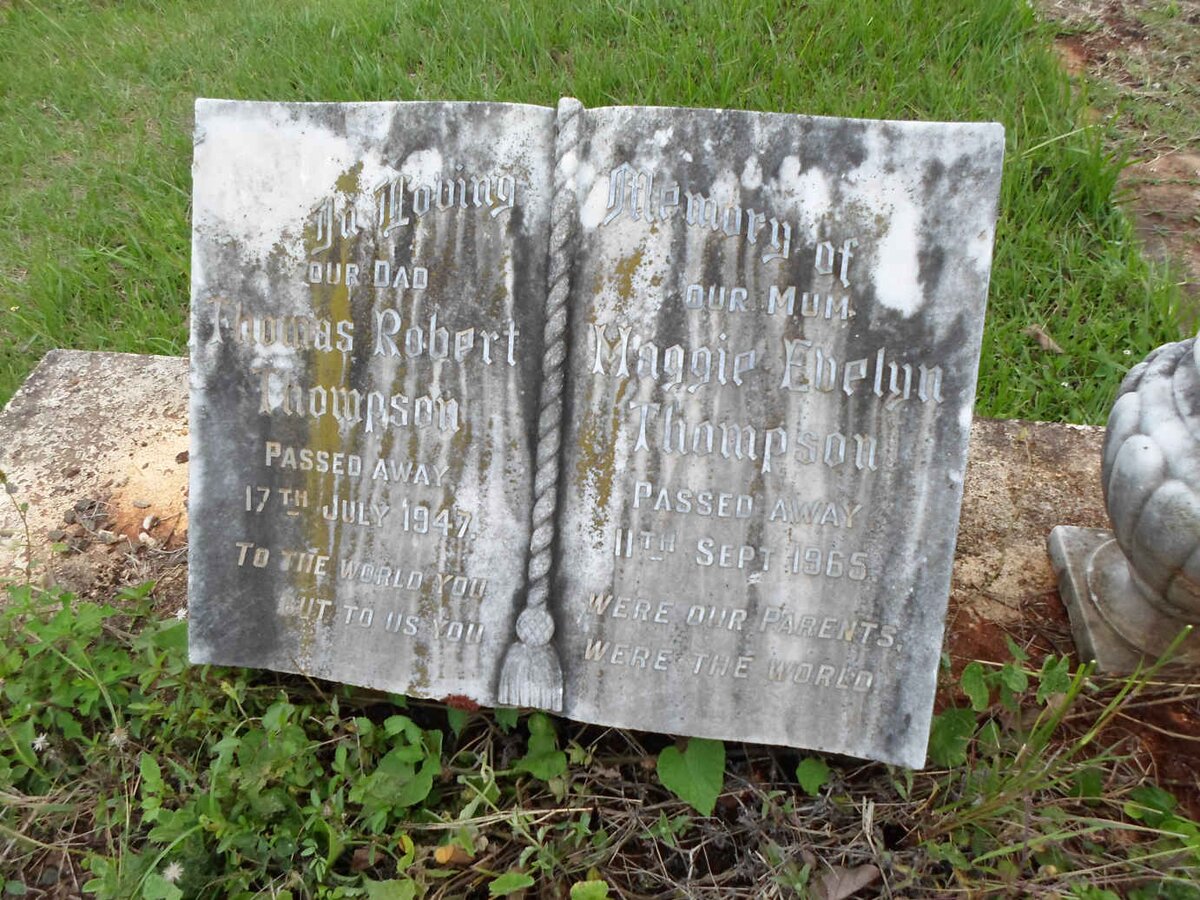 In Loving
OUR DAD
Thomas Robert
Thompson
PASSED AWAY
17TH JULY 1947.
TO THE WORLD YOU
BUT TO US YOU
Memory of
OUR MUM
Maggie Evelyn
Thompson
PASSED AWAY
11TH SEPT 1965.
WERE OUR PARENTS,
WERE THE WORLD